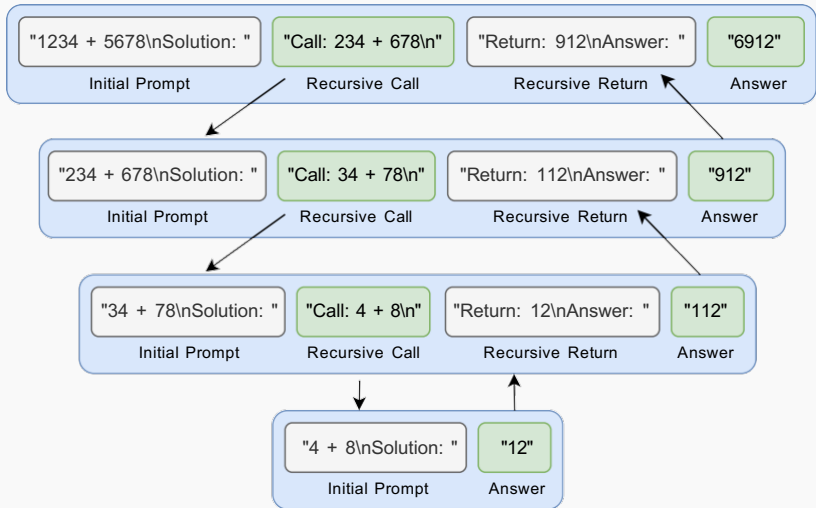 "1234 + 5678\nSolution: " "Call: 234 + 678\n" "Return: 912\nAnswer: " "6912"
Initial Prompt Recursive Call Recursive Return Answer
"234 + 678\nSolution: " "Call: 34 + 78\n" "Return: 112\nAnswer: " "912"
Initial Prompt Recursive Call Recursive Return Answer
"34 + 78\nSolution: " "Call: 4 + 8\n" "Return: 12\nAnswer: " "112"
Initial Prompt Recursive Call Recursive Return Answer
"4 + 8\nSolution: " "12"
Initial Prompt Answer